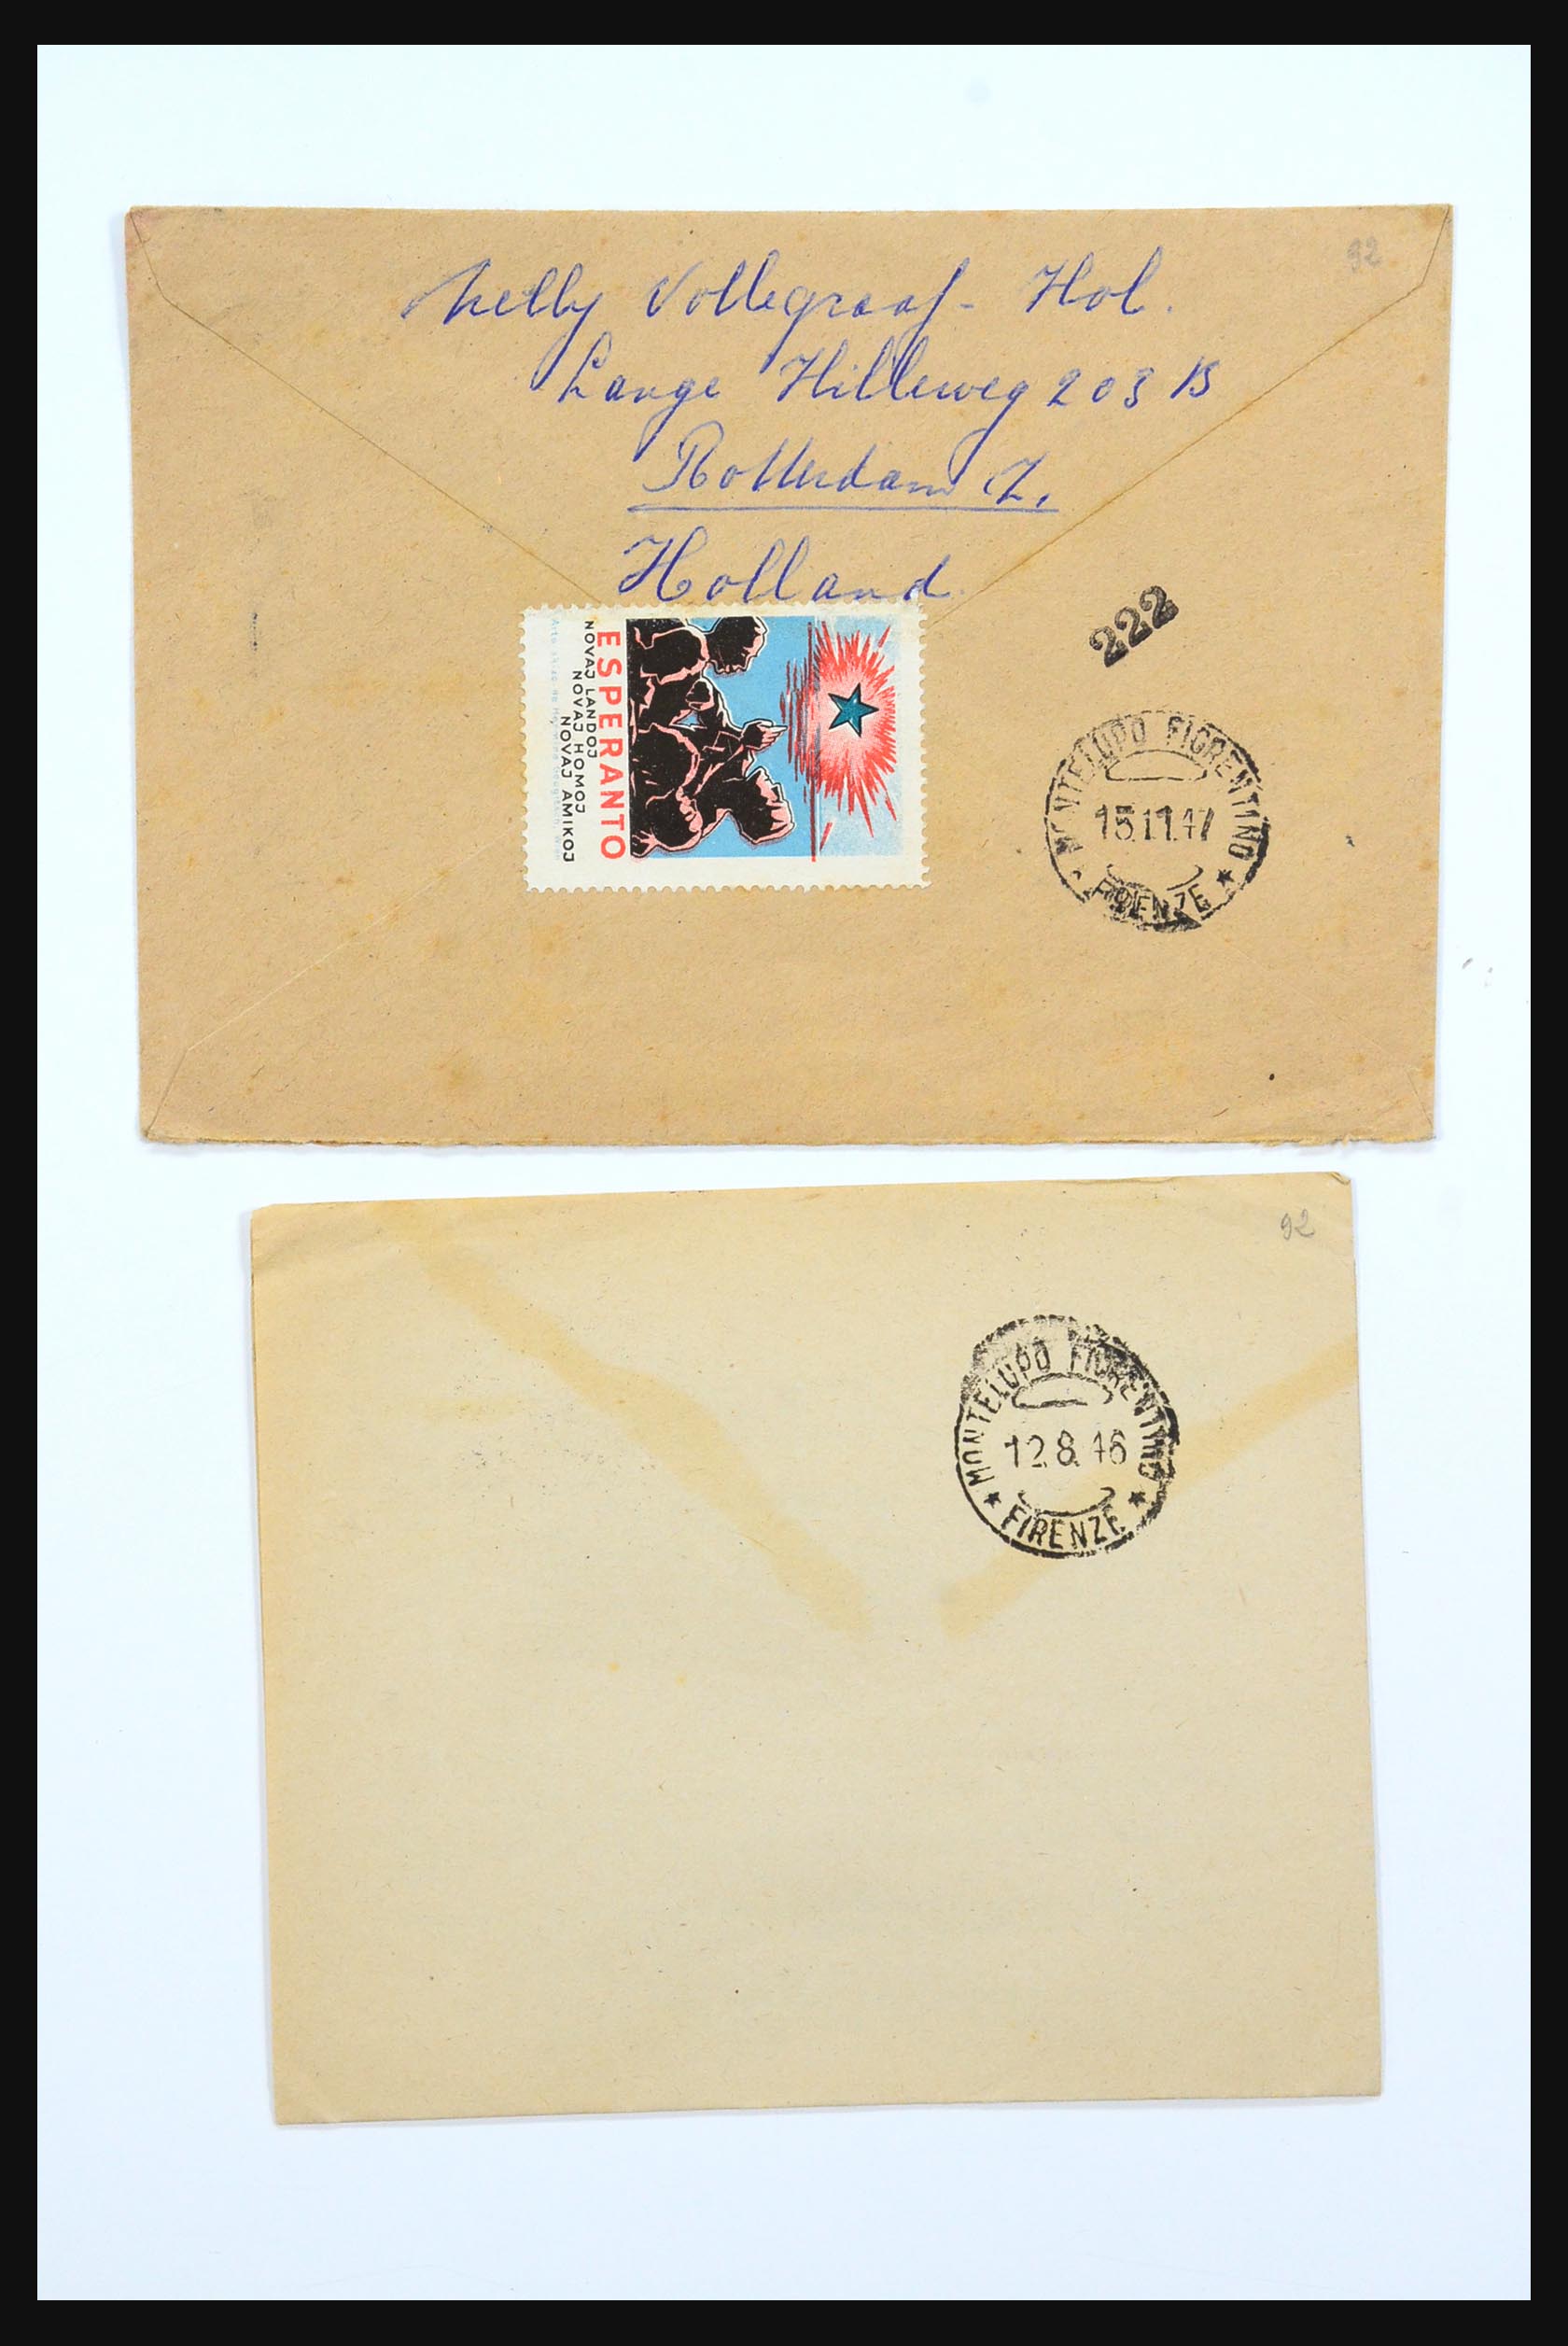 92
Nelly Vollegraaf - Hol.
Lange Hilleweg 203 B
Rotterdam Z.
Holland.
222
ESPERANTO
NOVAJ LANDOJ
NOVAJ HOMOJ
NOVAJ AMIKOJ
MONTELUPO FIORENTINO
15.11.47
FIRENZE
92
MONTELUPO FIORENTINO
12.8.46
FIRENZE